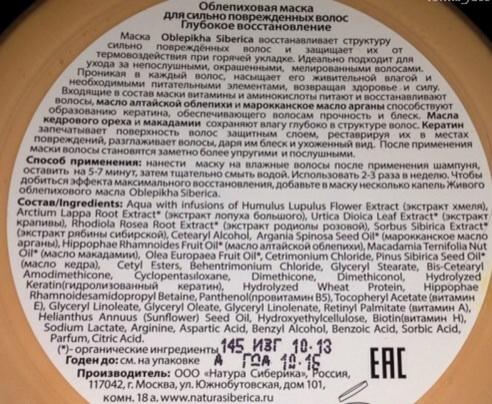 Облепиховая маска
для сильно поврежденных волос
Глубокое восстановление
Маска Oblepikha Siberica восстанавливает структуру
сильно повреждённых волос и защищает их от
термовоздействия при горячей укладке. Идеально подходит для
ухода за непослушными, окрашенными, мелированными волосами.
Проникая в каждый волос, насыщает его живительной влагой и
необходимыми питательными элементами, возвращая здоровье и силу.
Входящие в состав маски витамины и аминокислоты питают и восстанавливают
волосы, масло алтайской облепихи и марокканское масло арганы способствуют
образованию кератина, обеспечивающего волосам прочность и блеск. Масла
кедрового ореха и макадамии сохраняют влагу глубоко в структуре волос. Кератин
запечатывает поверхность волос защитным слоем, реставрируя их в местах
повреждений, разглаживает волосы, даря им блеск и ухоженный вид. После применения
маски волосы становятся заметно более упругими и послушными.
Способ применения: нанести маску на влажные волосы после применения шампуня,
оставить на 5-7 минут, затем тщательно смыть водой. Использовать 2-3 раза в неделю. Чтобы
добиться эффекта максимального восстановления, добавьте в маску несколько капель Живого
облепихового масла Oblepikha Siberica.
Состав/Ingredients: Aqua with infusions of Humulus Lupulus Flower Extract (экстракт хмеля),
Arctium Lappa Root Extract* (экстракт лопуха большого), Urtica Dioica Leaf Extract* (экстракт
крапивы), Rhodiola Rosea Root Extract* (экстракт родиолы розовой), Sorbus Sibirica Extract*
(экстракт рябины сибирской), Cetearyl Alcohol, Argania Spinosa Seed Oil* (марокканское масло
арганы), Hippophae Rhamnoides Fruit Oil* (масло алтайской облепихи), Macadamia Ternifolia Nut
Oil* (масло макадамии), Olea Europaea Fruit Oil*, Cetrimonium Chloride, Pinus Sibirica Seed Oil*
(масло кедра), Cetyl Esters, Behentrimonium Chloride, Glyceryl Stearate, Bis-Cetearyl
Amodimethicone, Cyclopentasiloxane, Dimethicone, Dimethiconol, Hydrolyzed
Keratin(гидролизованный кератин), Hydrolyzed Wheat Protein, Hippophae
Rhamnoidesamidopropyl Betaine, Panthenol(провитамин B5), Tocopheryl Acetate (витамин
E), Glyceryl Linoleate, Glyceryl Oleate, Glyceryl Linolenate, Retinyl Palmitate (витамин A),
Helianthus Annuus (Sunflower) Seed Oil, Hydroxyethylcellulose, Biotin(витамин H),
Sodium Lactate, Arginine, Aspartic Acid, Benzyl Alcohol, Benzoic Acid, Sorbic Acid,
Parfum, Citric Acid.
(*)- органические ингредиенты 145 ИЗГ 10·13
Годен до: см. на упаковке А ГОД 10·16
Производитель: ООО «Натура Сиберика», Россия,
117042, г. Москва, ул. Южнобутовская, дом 101,
комн. 18 а. www.naturasiberica.ru
EAC